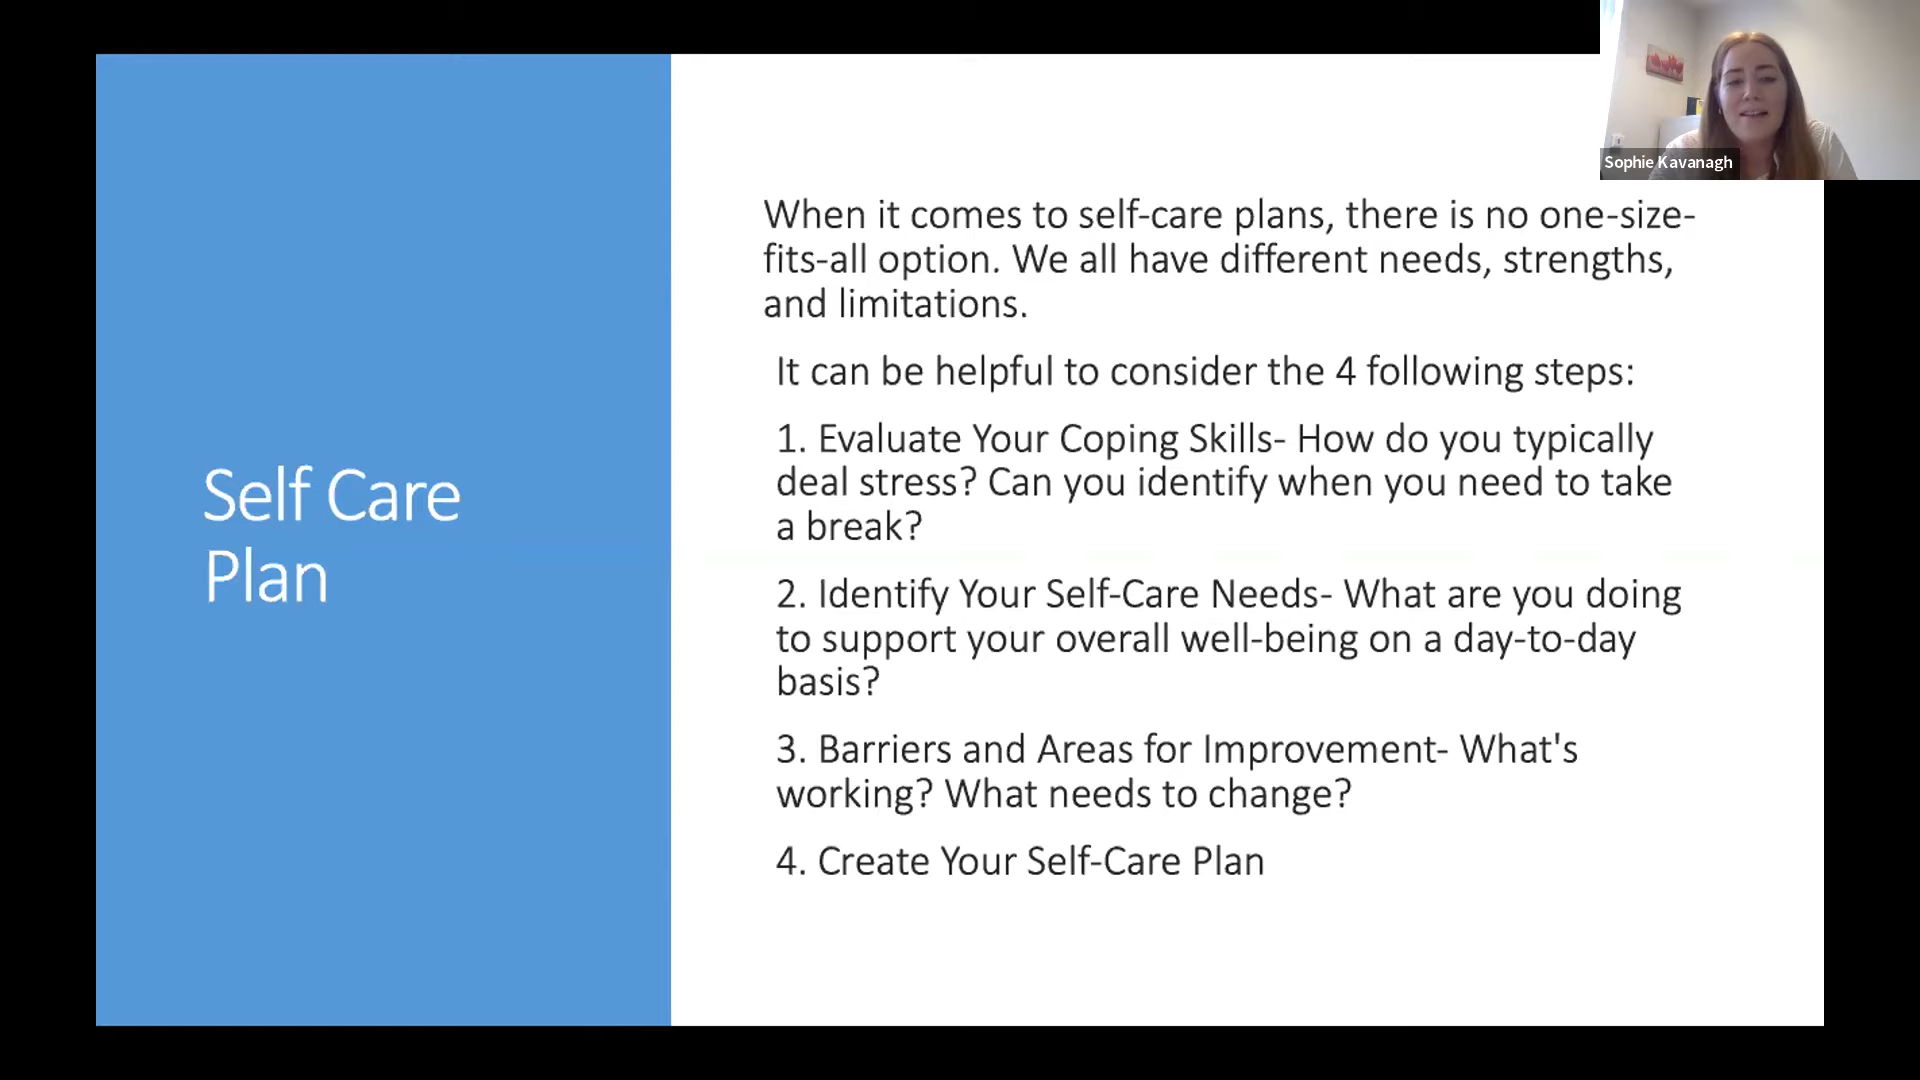 Sophie Kavanagh
Self Care
Plan
When it comes to self-care plans, there is no one-size-
fits-all option. We all have different needs, strengths,
and limitations.
It can be helpful to consider the 4 following steps:
1. Evaluate Your Coping Skills- How do you typically
deal stress? Can you identify when you need to take
a break?
2. Identify Your Self-Care Needs- What are you doing
to support your overall well-being on a day-to-day
basis?
3. Barriers and Areas for Improvement- What's
working? What needs to change?
4. Create Your Self-Care Plan